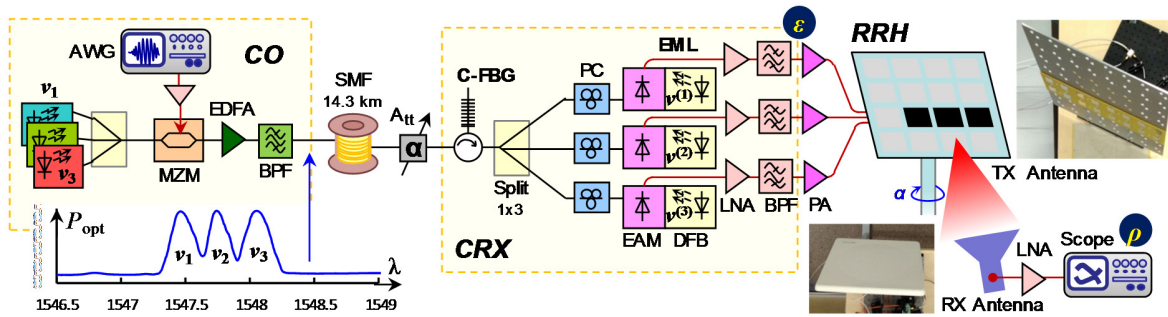 AWG
CO
v1
v3
MZM
EDFA
BPF
SMF
14.3 km
Att
α
C-FBG
Split
1x3
PC
EML
v(1)
v(2)
v(3)
EAM
DFB
LNA
BPF
PA
CRX
ε
RRH
α
TX Antenna
RX Antenna
LNA
Scope
ρ
Popt
v1 v2 v3
λ
1546.5 1547 1547.5 1548 1548.5 1549